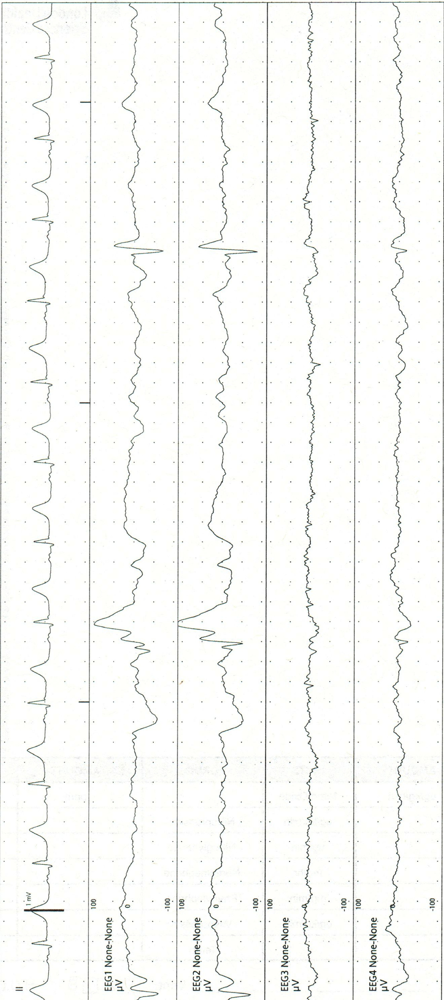 II
1 mV
EEG1 None-None
µV
100
0
-100
EEG2 None-None
µV
100
0
-100
EEG3 None-None
µV
100
0
-100
EEG4 None-None
µV
100
0
-100